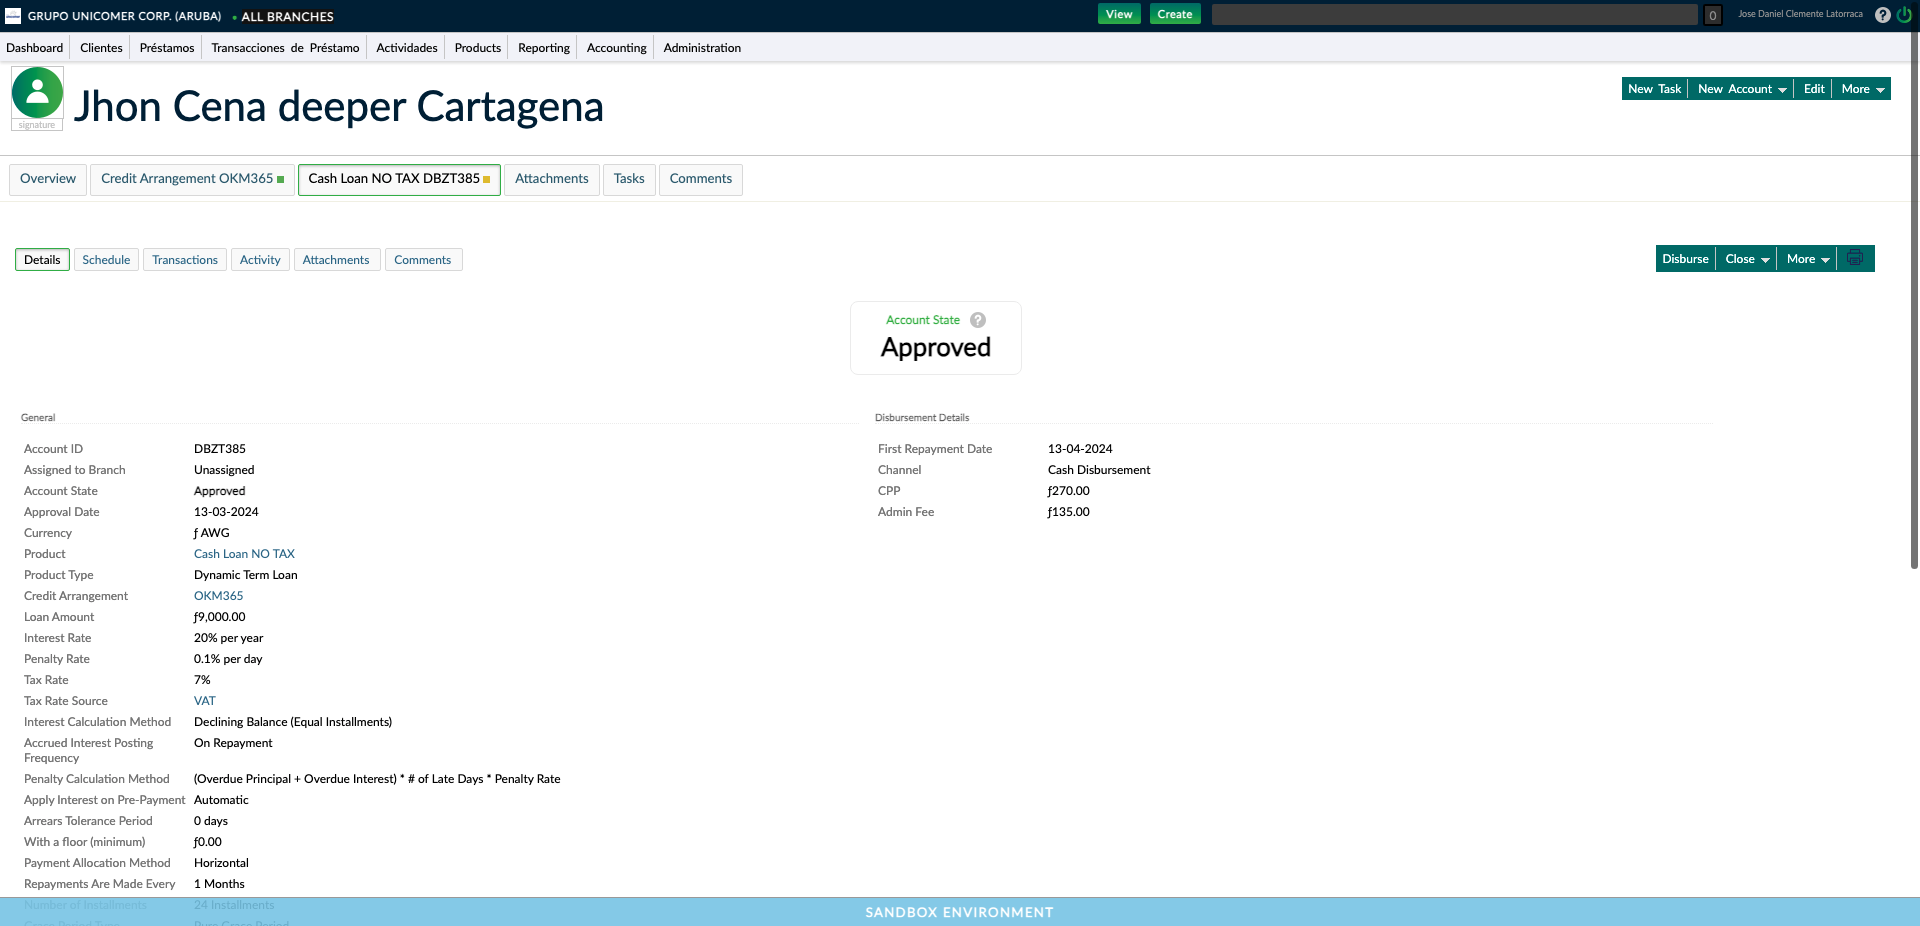 GRUPO UNICOMER CORP. (ARUBA) • ALL BRANCHES View Create 0 Jose Daniel Clemente Latorraca ?
Dashboard Clientes Préstamos Transacciones de Préstamo Actividades Products Reporting Accounting Administration
signature
Jhon Cena deeper Cartagena
New Task New Account Edit More
Overview Credit Arrangement OKM365 Cash Loan NO TAX DBZT385 Attachments Tasks Comments
Details Schedule Transactions Activity Attachments Comments
Disburse Close More
Account State ?
Approved
General
Account ID DBZT385
Assigned to Branch Unassigned
Account State Approved
Approval Date 13-03-2024
Currency ƒ AWG
Product Cash Loan NO TAX
Product Type Dynamic Term Loan
Credit Arrangement OKM365
Loan Amount ƒ9,000.00
Interest Rate 20% per year
Penalty Rate 0.1% per day
Tax Rate 7%
Tax Rate Source VAT
Interest Calculation Method Declining Balance (Equal Installments)
Accrued Interest Posting Frequency On Repayment
Penalty Calculation Method (Overdue Principal + Overdue Interest) * # of Late Days * Penalty Rate
Apply Interest on Pre-Payment Automatic
Arrears Tolerance Period 0 days
With a floor (minimum) ƒ0.00
Payment Allocation Method Horizontal
Repayments Are Made Every 1 Months
Number of Installments 24 Installments
Grace Period Type Pure Grace Period
Disbursement Details
First Repayment Date 13-04-2024
Channel Cash Disbursement
CPP ƒ270.00
Admin Fee ƒ135.00
SANDBOX ENVIRONMENT